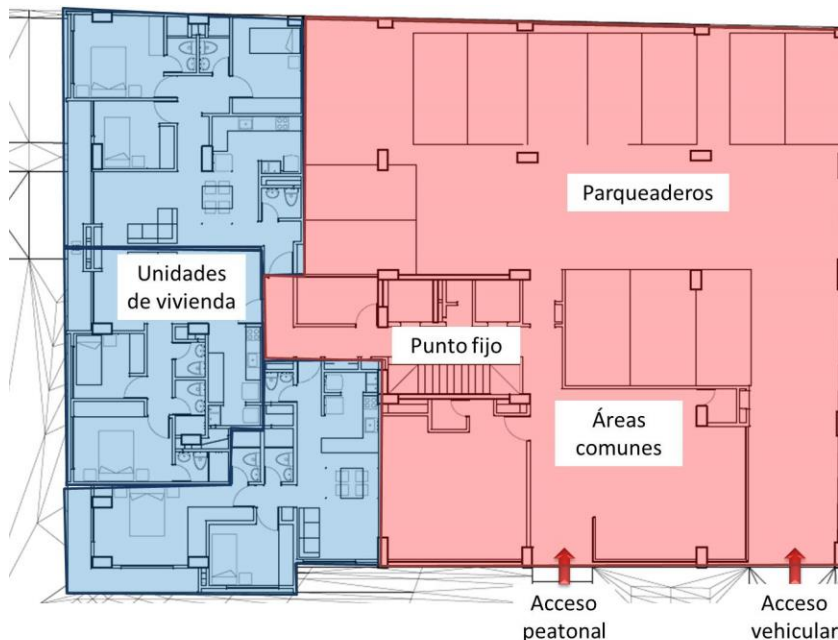 Parqueaderos
Unidades
de vivienda
Punto fijo
Áreas
comunes
Acceso
peatonal
Acceso
vehicular